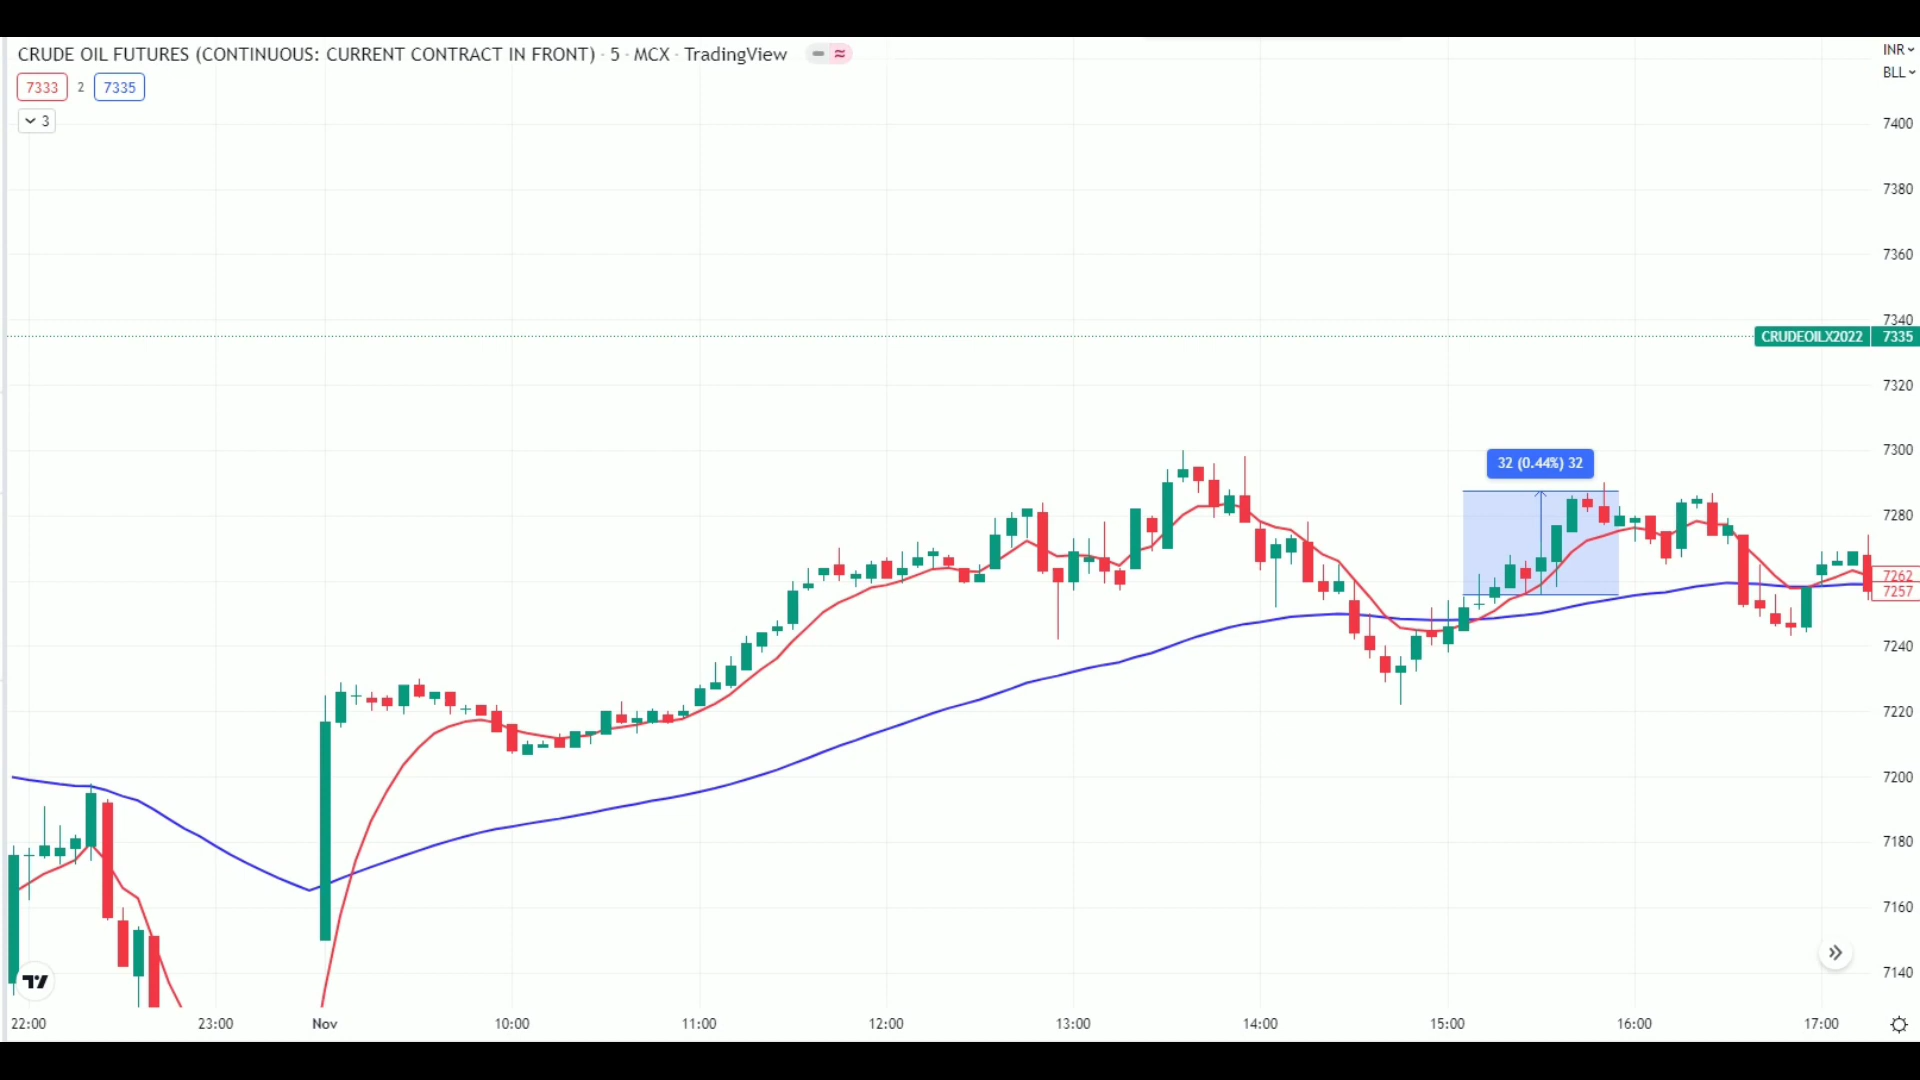 CRUDE OIL FUTURES (CONTINUOUS: CURRENT CONTRACT IN FRONT) · 5 · MCX · TradingView
INR
BLL
7333 2 7335
3
7400
7380
7360
7340
CRUDEOILX2022 7335
7320
7300
32 (0.44%) 32
7280
7262
7257
7240
7220
7200
7180
7160
7140
22:00 23:00 Nov 10:00 11:00 12:00 13:00 14:00 15:00 16:00 17:00